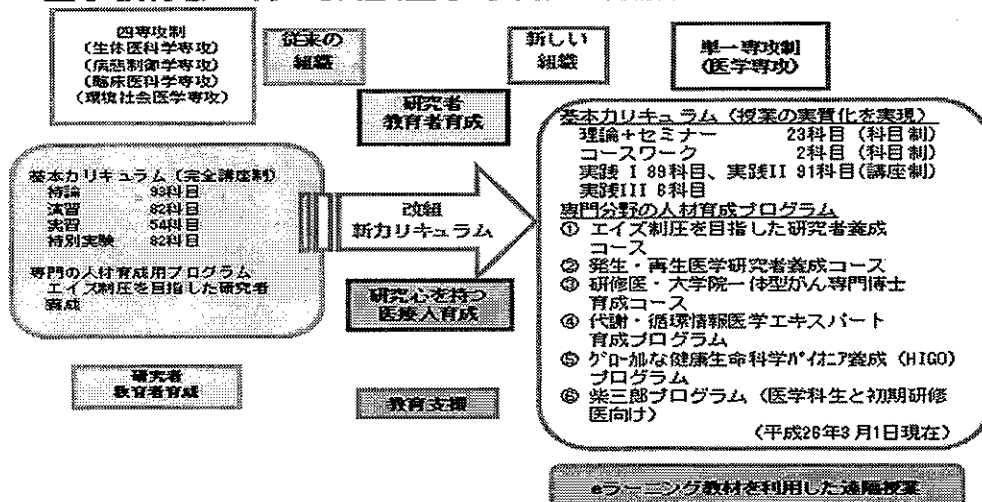 四専攻制
(生体医科学専攻)
(病態制御学専攻)
(臨床医科学専攻)
(環境社会医学専攻)
従来の
組織
新しい
組織
単一専攻制
(医学専攻)
研究者
教育者育成
基本カリキュラム (完全講座制)
特論 93科目
演習 82科目
実習 54科目
特別実験 82科目
専門の人材育成用プログラム
エイズ制圧を目指した研究者
養成
改組
新カリキュラム
研究心を持つ
医療人育成
研究者
教育者育成
教育支援
基本カリキュラム (授業の実質化を実現)
理論+セミナー 23科目 (科目制)
コースワーク 2科目 (科目制)
実践 I 89科目、実践II 91科目(講座制)
実践III 6科目
専門分野の人材育成プログラム
① エイズ制圧を目指した研究者養成
コース
② 発生・再生医学研究者養成コース
③ 研修医・大学院一体型がん専門博士
育成コース
④ 代謝・循環情報医学エキスパート
育成プログラム
⑤ グローカルな健康生命科学パイオニア養成 (HIGO)
プログラム
⑥ 柴三郎プログラム (医学科生と初期研修
医向け)
(平成26年3月1日現在)
eラーニング教材を利用した遠隔授業